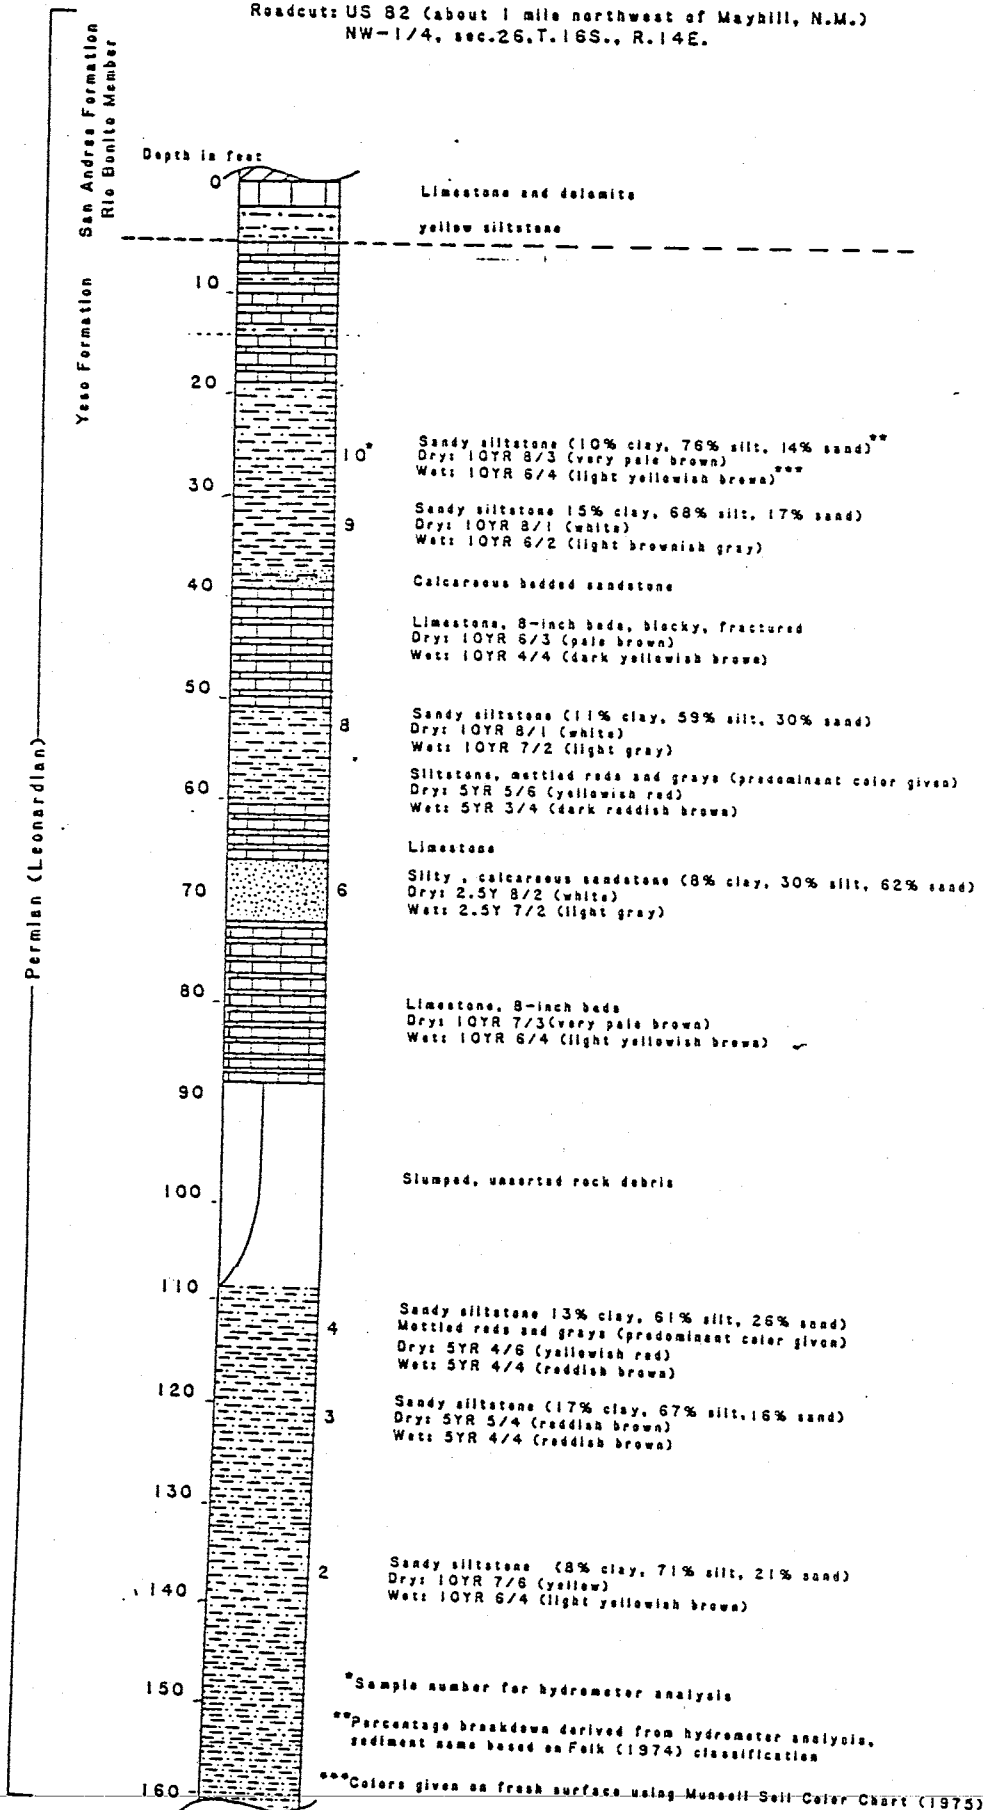 Roadcut: US 82 (about 1 mile northwest of Mayhill, N.M.)
NW-1/4, sec.26,T.16S., R.14E.
San Andres Formation
Rio Bonito Member
Depth in feet
0
Limestone and dolomite
yellow siltstone
10
Yeso Formation
20
10* Sandy siltstone (10% clay, 76% silt, 14% sand)**
Dry: 10YR 8/3 (very pale brown)
Wet: 10YR 6/4 (light yellowish brown)***
30
9 Sandy siltstone 15% clay, 68% silt, 17% sand)
Dry: 10YR 8/1 (white)
Wet: 10YR 6/2 (light brownish gray)
40 Calcareous bedded sandstone
Limestone, 8-inch beds, blocky, fractured
Dry: 10YR 6/3 (pale brown)
Wet: 10YR 4/4 (dark yellowish brown)
50
8 Sandy siltstone (11% clay, 59% silt, 30% sand)
Dry: 10YR 8/1 (white)
Wet: 10YR 7/2 (light gray)
Permian (Leonardian)
60 Siltstone, mottled reds and grays (predominant color given)
Dry: 5YR 5/6 (yellowish red)
Wet: 5YR 3/4 (dark reddish brown)
Limestone
70 6 Silty , calcareous sandstone (8% clay, 30% silt, 62% sand)
Dry: 2.5Y 8/2 (white)
Wet: 2.5Y 7/2 (light gray)
80
Limestone, 8-inch beds
Dry: 10YR 7/3(very pale brown)
Wet: 10YR 6/4 (light yellowish brown)
90
100 Slumped, unsorted rock debris
110
4 Sandy siltstone 13% clay, 61% silt, 26% sand)
Mottled reds and grays (predominant color given)
Dry: 5YR 4/6 (yellowish red)
Wet: 5YR 4/4 (reddish brown)
120
3 Sandy siltstone (17% clay, 67% silt,16% sand)
Dry: 5YR 5/4 (reddish brown)
Wet: 5YR 4/4 (reddish brown)
130
2 Sandy siltstone (8% clay, 71% silt, 21% sand)
Dry: 10YR 7/6 (yellow)
Wet: 10YR 6/4 (light yellowish brown)
140
150
*Sample number for hydrometer analysis
**Percentage breakdown derived from hydrometer analysis,
sediment name based on Folk (1974) classification
160
***Colors given on fresh surface using Munsell Soil Color Chart (1975)